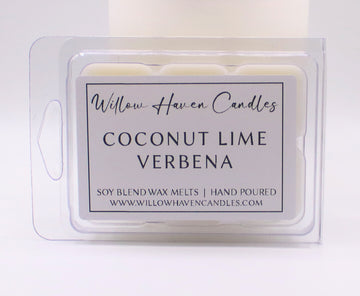 Willow Haven Candles
COCONUT LIME
VERBENA
SOY BLEND WAX MELTS | HAND POURED
WWW.WILLOWHAVENCANDLES.COM